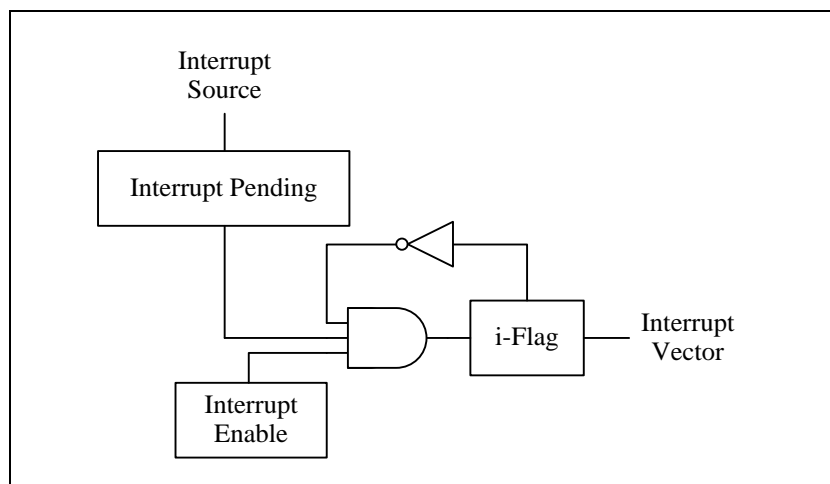 Interrupt
Source
Interrupt Pending
i-Flag
Interrupt
Vector
Interrupt
Enable